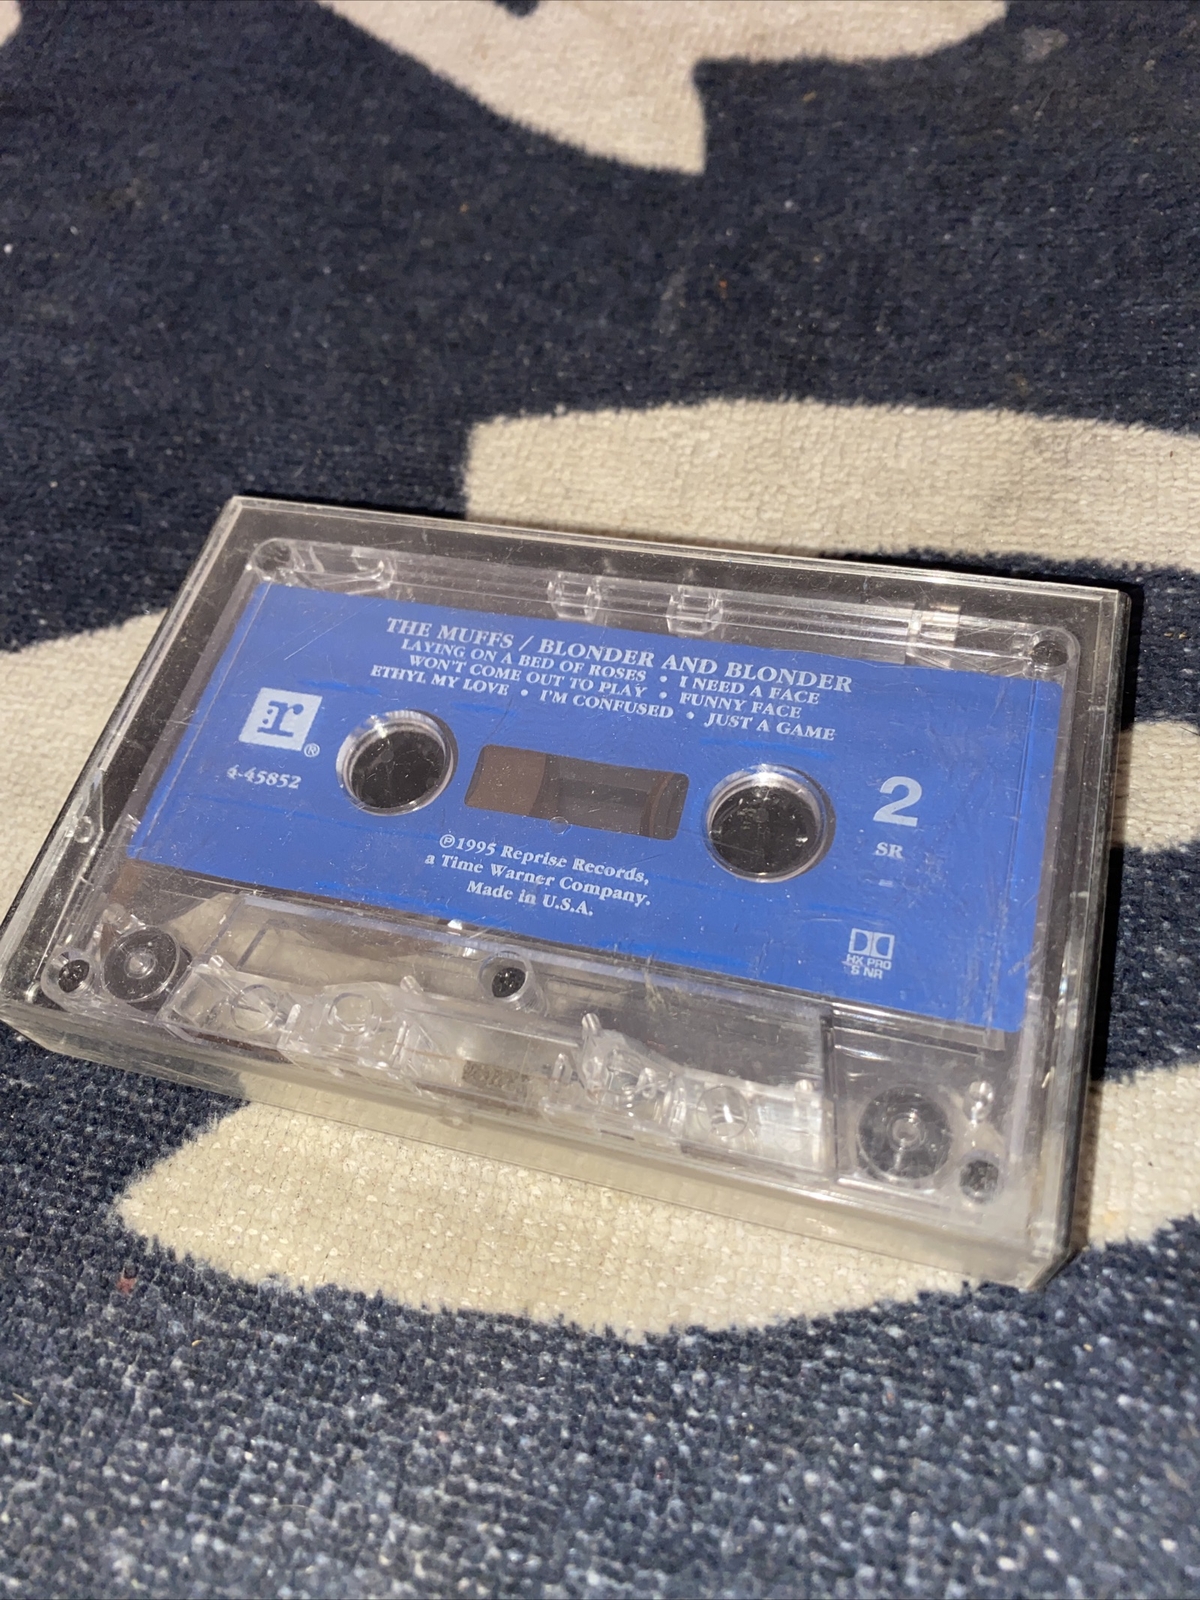 THE MUFFS / BLONDER AND BLONDER
LAYING ON A BED OF ROSES • I NEED A FACE
WON'T COME OUT TO PLAY • FUNNY FACE
ETHYL MY LOVE • I'M CONFUSED • JUST A GAME
r®
4-45852
2
SR
℗1995 Reprise Records,
a Time Warner Company.
Made in U.S.A.
HX PRO
S NR